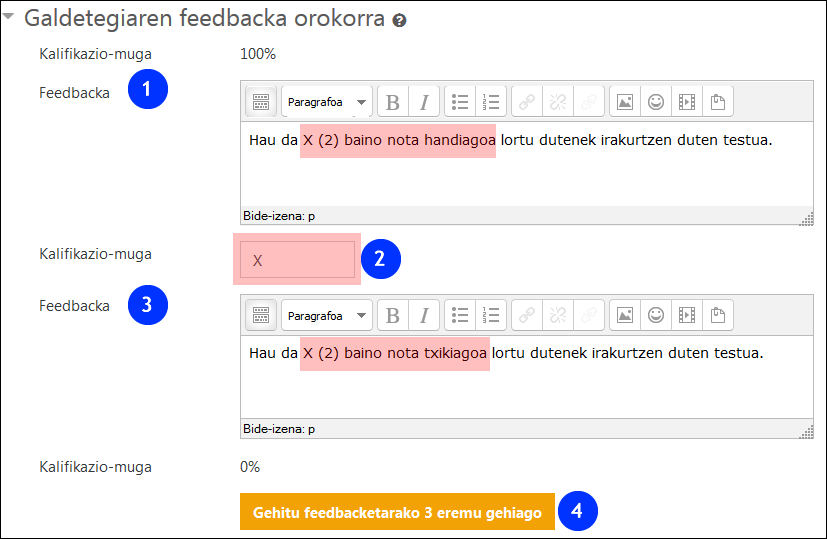 Galdetegiaren feedbacka orokorra ?
Kalifikazio-muga 100%
Feedbacka 1
Paragrafoa B I
Hau da X (2) baino nota handiagoa lortu dutenek irakurtzen duten testua.
Bide-izena: p
Kalifikazio-muga X 2
Feedbacka 3
Paragrafoa B I
Hau da X (2) baino nota txikiagoa lortu dutenek irakurtzen duten testua.
Bide-izena: p
Kalifikazio-muga 0%
Gehitu feedbacketarako 3 eremu gehiago 4